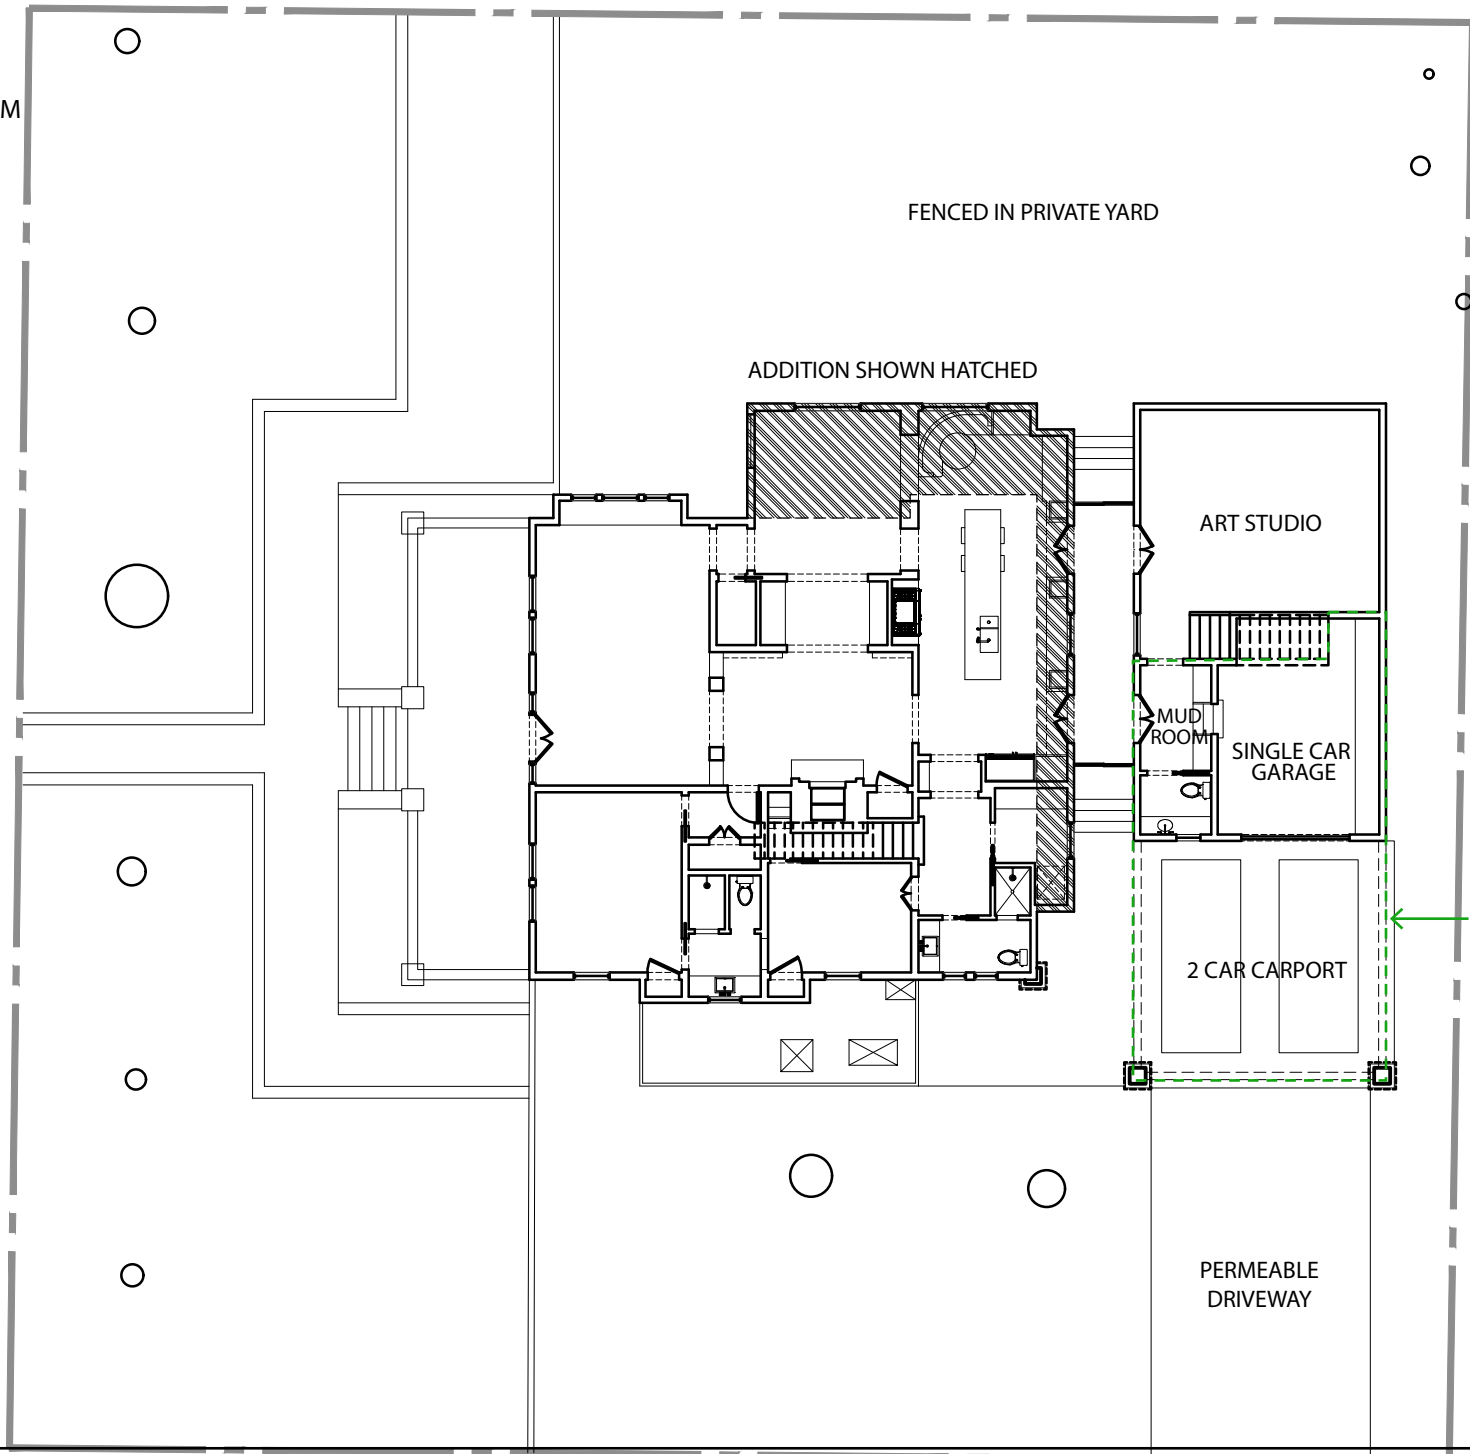 M
FENCED IN PRIVATE YARD
ADDITION SHOWN HATCHED
ART STUDIO
MUD
ROOM
SINGLE CAR
GARAGE
2 CAR CARPORT
PERMEABLE
DRIVEWAY